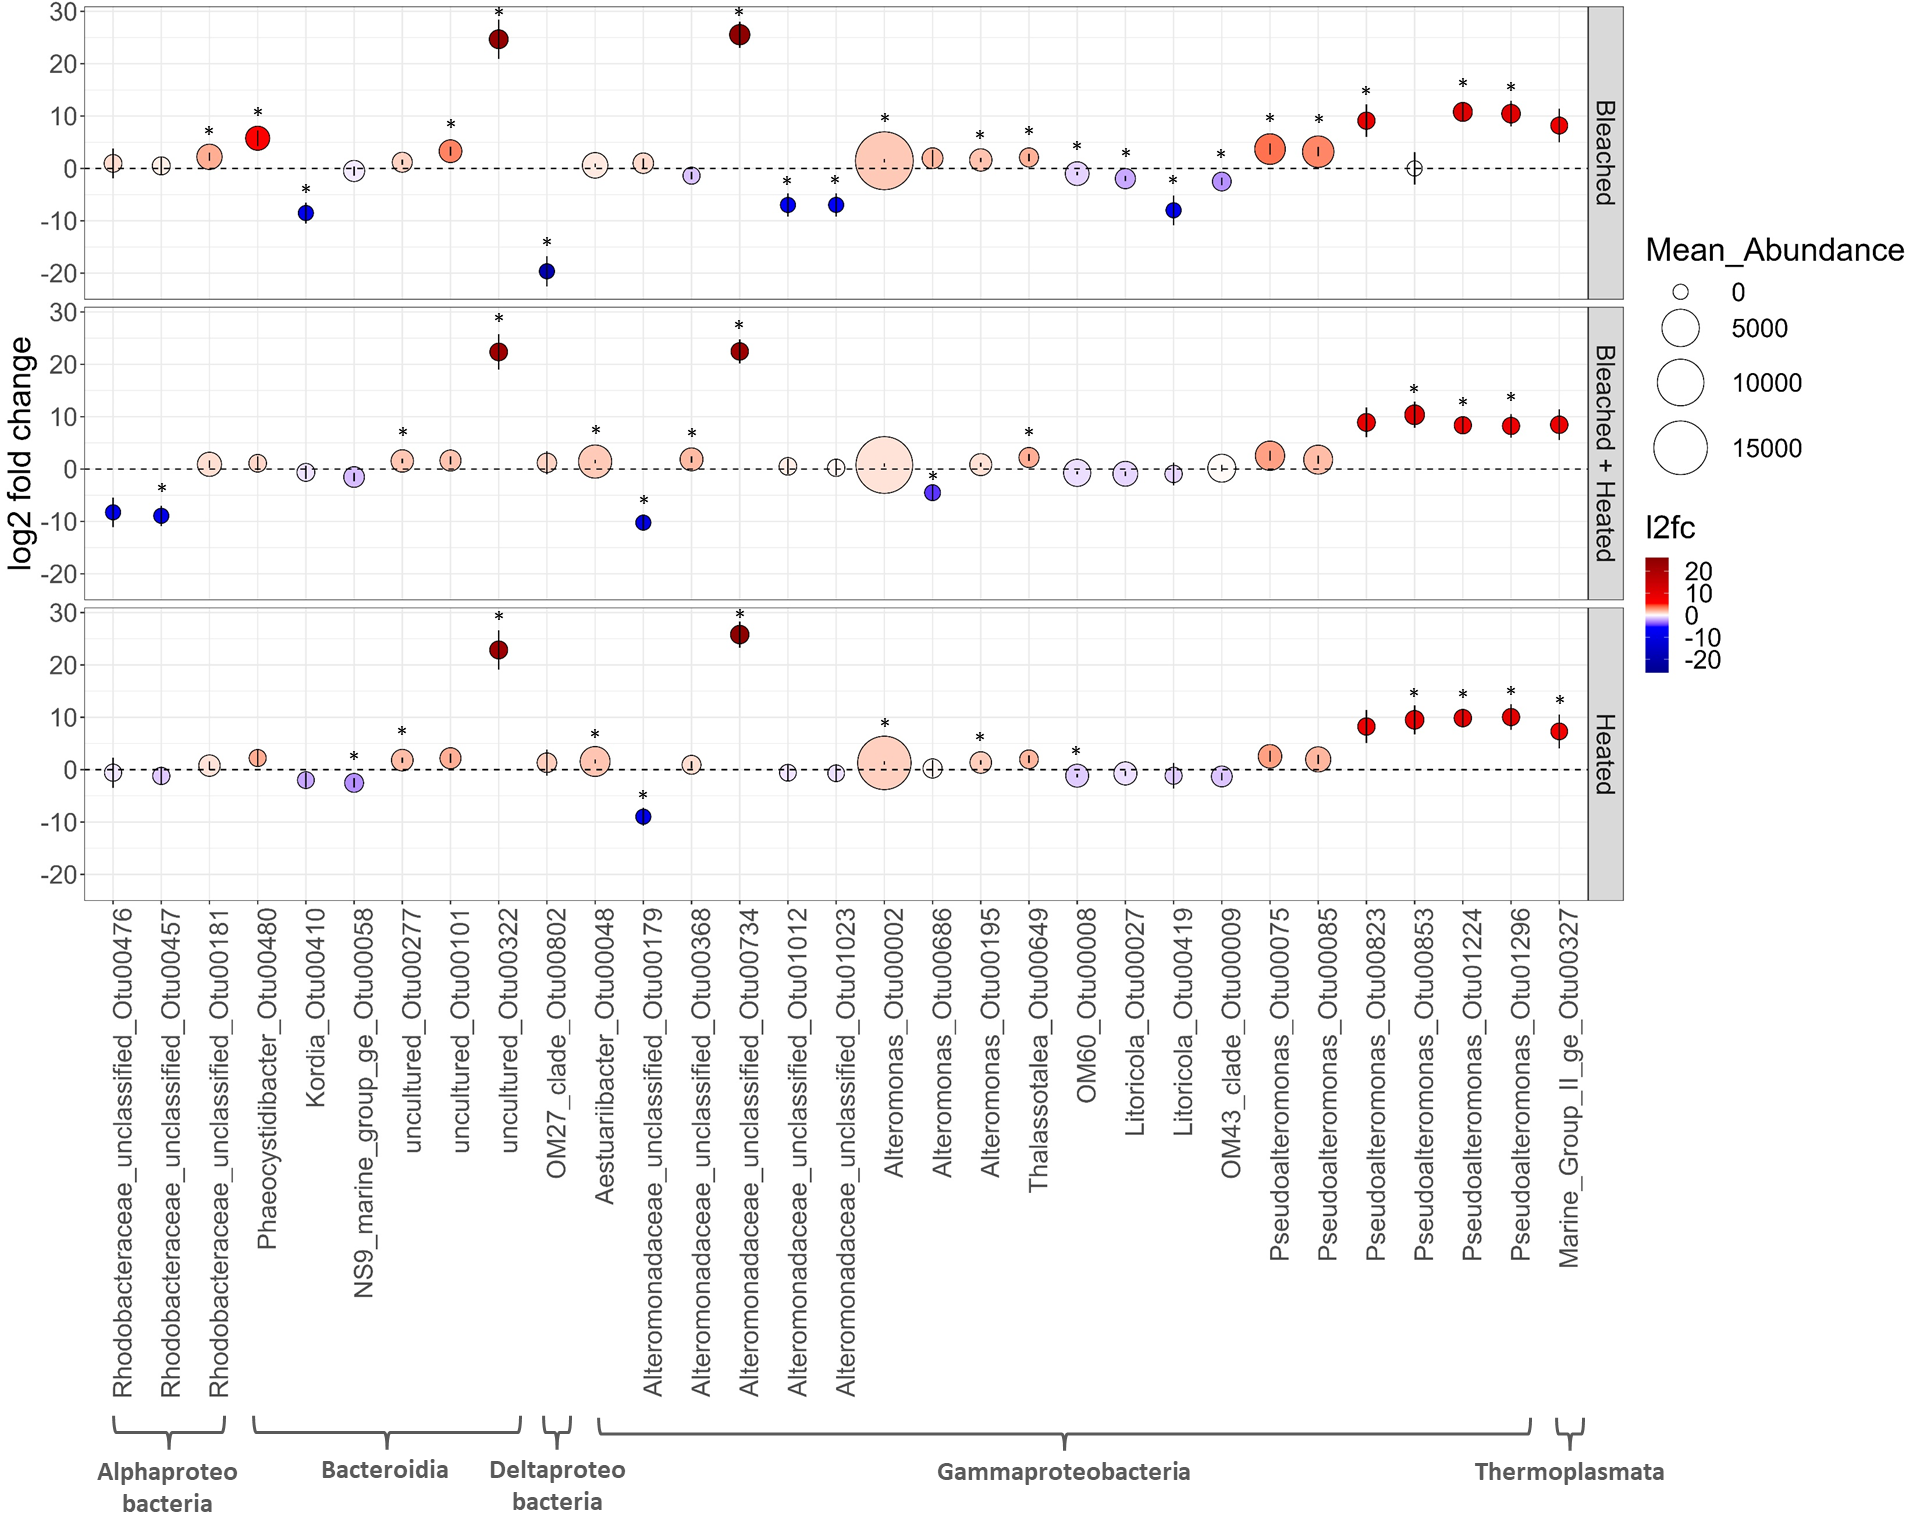 log2 fold change
30
20
10
0
-10
-20
* * * * * * * * * * * * * * * * * * * * *
Bleached
30
20
10
0
-10
-20
* * * * * * * * * * * *
Bleached + Heated
30
20
10
0
-10
-20
* * * * * * * * * * * * *
Heated
Rhodobacteraceae_unclassified_Otu00476
Rhodobacteraceae_unclassified_Otu00457
Rhodobacteraceae_unclassified_Otu00181
Phaeocystidibacter_Otu00480
Kordia_Otu00410
NS9_marine_group_ge_Otu00058
uncultured_Otu00277
uncultured_Otu00101
uncultured_Otu00322
OM27_clade_Otu00802
Aestuariibacter_Otu00048
Alteromonadaceae_unclassified_Otu00179
Alteromonadaceae_unclassified_Otu00368
Alteromonadaceae_unclassified_Otu00734
Alteromonadaceae_unclassified_Otu01012
Alteromonadaceae_unclassified_Otu01023
Alteromonas_Otu00002
Alteromonas_Otu00686
Alteromonas_Otu00195
Thalassotalea_Otu00649
OM60_Otu00008
Litoricola_Otu00027
Litoricola_Otu00419
OM43_clade_Otu00009
Pseudoalteromonas_Otu00075
Pseudoalteromonas_Otu00085
Pseudoalteromonas_Otu00823
Pseudoalteromonas_Otu00853
Pseudoalteromonas_Otu01224
Pseudoalteromonas_Otu01296
Marine_Group_II_ge_Otu00327
Alphaproteo
bacteria
Bacteroidia
Deltaproteo
bacteria
Gammaproteobacteria
Thermoplasmata
Mean_Abundance
0
5000
10000
15000
l2fc
20
10
0
-10
-20